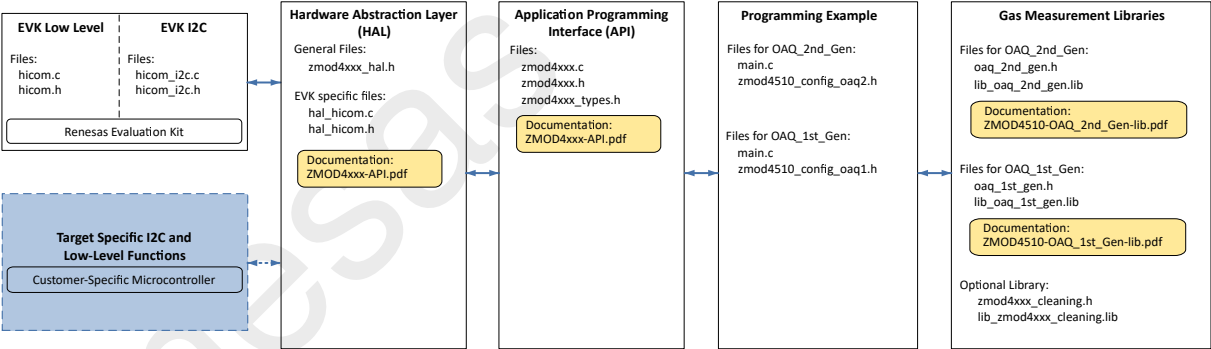 EVK Low Level
Files:
hicom.c
hicom.h
EVK I2C
Files:
hicom_i2c.c
hicom_i2c.h
Renesas Evaluation Kit
Target Specific I2C and
Low-Level Functions
Customer-Specific Microcontroller
Hardware Abstraction Layer
(HAL)
General Files:
zmod4xxx_hal.h
EVK specific files:
hal_hicom.c
hal_hicom.h
Documentation:
ZMOD4xxx-API.pdf
Application Programming
Interface (API)
Files:
zmod4xxx.c
zmod4xxx.h
zmod4xxx_types.h
Documentation:
ZMOD4xxx-API.pdf
Programming Example
Files for OAQ_2nd_Gen:
main.c
zmod4510_config_oaq2.h
Files for OAQ_1st_Gen:
main.c
zmod4510_config_oaq1.h
Gas Measurement Libraries
Files for OAQ_2nd_Gen:
oaq_2nd_gen.h
lib_oaq_2nd_gen.lib
Documentation:
ZMOD4510-OAQ_2nd_Gen-lib.pdf
Files for OAQ_1st_Gen:
oaq_1st_gen.h
lib_oaq_1st_gen.lib
Documentation:
ZMOD4510-OAQ_1st_Gen-lib.pdf
Optional Library:
zmod4xxx_cleaning.h
lib_zmod4xxx_cleaning.lib
esas